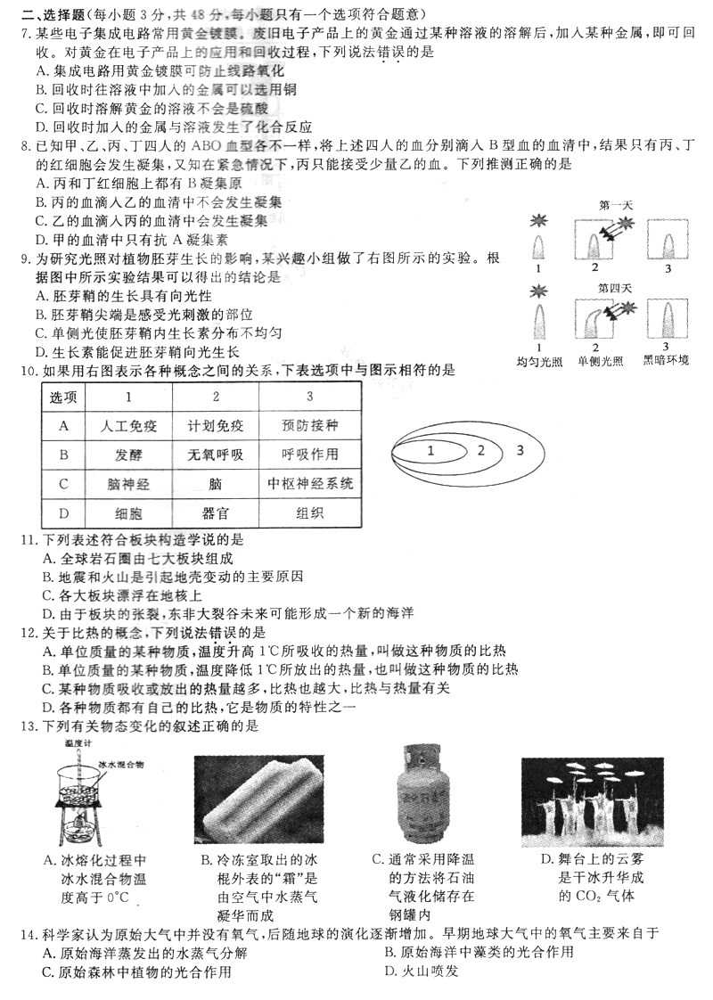 二、选择题(每小题 3 分,共 48 分,每小题只有一个选项符合题意)
7. 某些电子集成电路常用黄金镀膜。废旧电子产品上的黄金通过某种溶液的溶解后,加入某种金属,即可回
收。对黄金在电子产品上的应用和回收过程,下列说法错误的是
A. 集成电路用黄金镀膜可防止线路氧化
B. 回收时往溶液中加入的金属可以选用铜
C. 回收时溶解黄金的溶液不会是硫酸
D. 回收时加入的金属与溶液发生了化合反应
8. 已知甲、乙、丙、丁四人的 ABO 血型各不一样,将上述四人的血分别滴入 B 型血的血清中,结果只有丙、丁
的红细胞会发生凝集,又知在紧急情况下,丙只能接受少量乙的血。下列推测正确的是
A. 丙和丁红细胞上都有 B 凝集原
B. 丙的血滴入乙的血清中不会发生凝集
C. 乙的血滴入丙的血清中会发生凝集
D. 甲的血清中只有抗 A 凝集素
9. 为研究光照对植物胚芽生长的影响,某兴趣小组做了右图所示的实验。根
据图中所示实验结果可以得出的结论是
A. 胚芽鞘的生长具有向光性
B. 胚芽鞘尖端是感受光刺激的部位
C. 单侧光使胚芽鞘内生长素分布不均匀
D. 生长素能促进胚芽鞘向光生长
第一天
1 2 3
第四天
1 2 3
均匀光照 单侧光照 黑暗环境
10. 如果用右图表示各种概念之间的关系,下表选项中与图示相符的是
选项 1 2 3
A 人工免疫 计划免疫 预防接种
B 发酵 无氧呼吸 呼吸作用
C 脑神经 脑 中枢神经系统
D 细胞 器官 组织
1 2 3
11. 下列表述符合板块构造学说的是
A. 全球岩石圈由七大板块组成
B. 地震和火山是引起地壳变动的主要原因
C. 各大板块漂浮在地核上
D. 由于板块的张裂,东非大裂谷未来可能形成一个新的海洋
12. 关于比热的概念,下列说法错误的是
A. 单位质量的某种物质,温度升高 1℃所吸收的热量,叫做这种物质的比热
B. 单位质量的某种物质,温度降低 1℃所放出的热量,也叫做这种物质的比热
C. 某种物质吸收或放出的热量越多,比热也越大,比热与热量有关
D. 各种物质都有自己的比热,它是物质的特性之一
13. 下列有关物态变化的叙述正确的是
温度计
冰水混合物
A. 冰熔化过程中
冰水混合物温
度高于 0℃
B. 冷冻室取出的冰
棍外表的“霜”是
由空气中水蒸气
凝华而成
C. 通常采用降温
的方法将石油
气液化储存在
钢罐内
D. 舞台上的云雾
是干冰升华成
的 CO₂ 气体
14. 科学家认为原始大气中并没有氧气,后随地球的演化逐渐增加。早期地球大气中的氧气主要来自于
A. 原始海洋蒸发出的水蒸气分解 B. 原始海洋中藻类的光合作用
C. 原始森林中植物的光合作用 D. 火山喷发